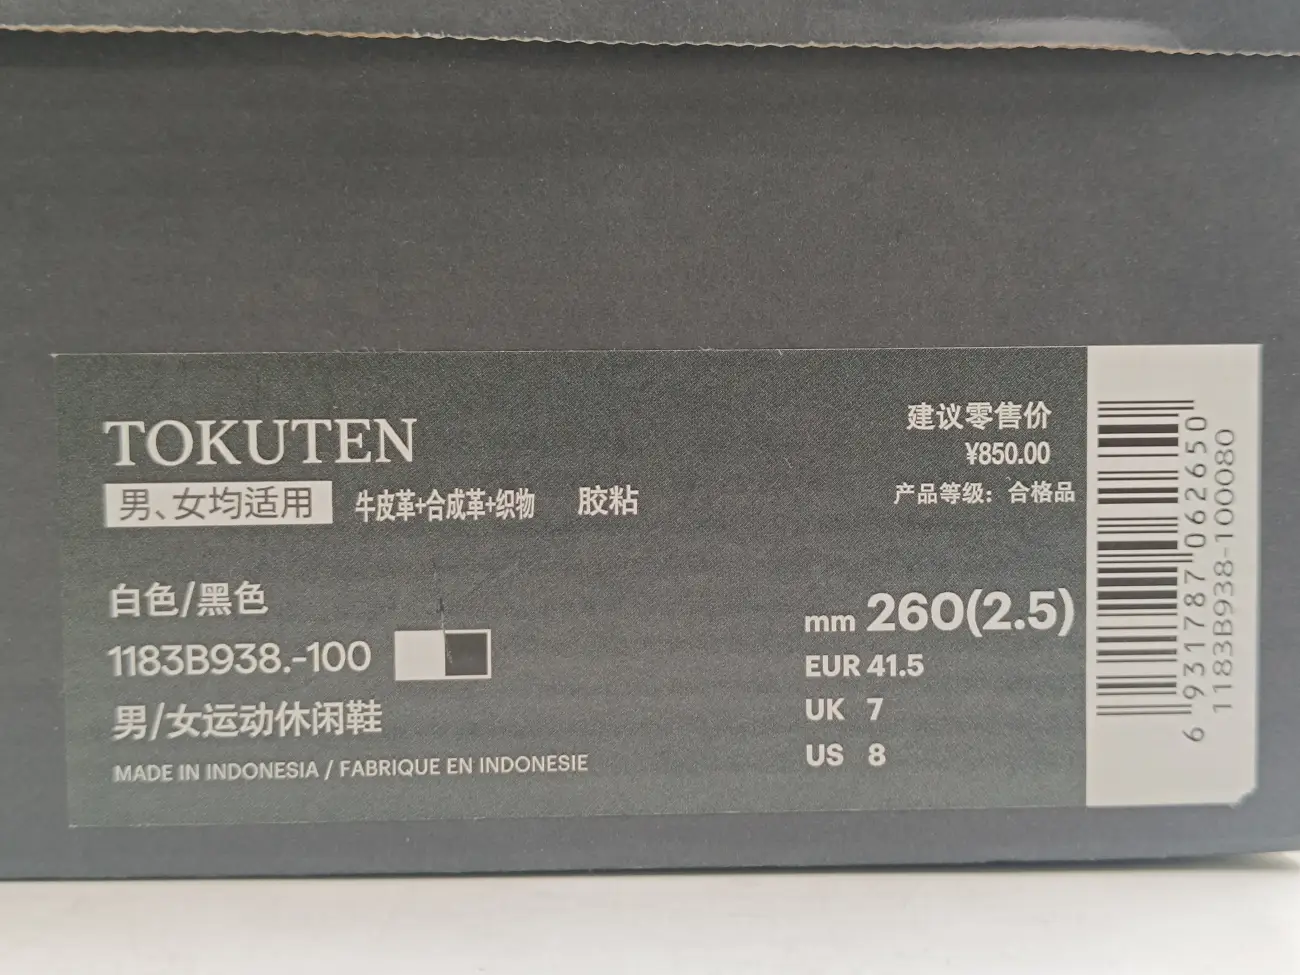 TOKUTEN
男、女均适用 牛皮革+合成革+织物 胶粘
白色/黑色
1183B938.-100
男/女运动休闲鞋
MADE IN INDONESIA / FABRIQUE EN INDONESIE
建议零售价
¥850.00
产品等级：合格品
mm 260(2.5)
EUR 41.5
UK 7
US 8
6 931787 062650
1183B938-100080